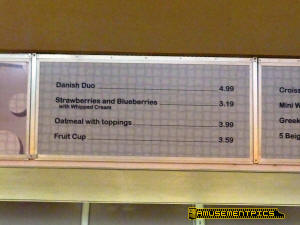 Danish Duo 4.99
Strawberries and Blueberries 3.19
with Whipped Cream
Oatmeal with toppings 3.99
Fruit Cup 3.59
Croiss
Mini W
Greek
5 Beig
AMUSEMENTPICS